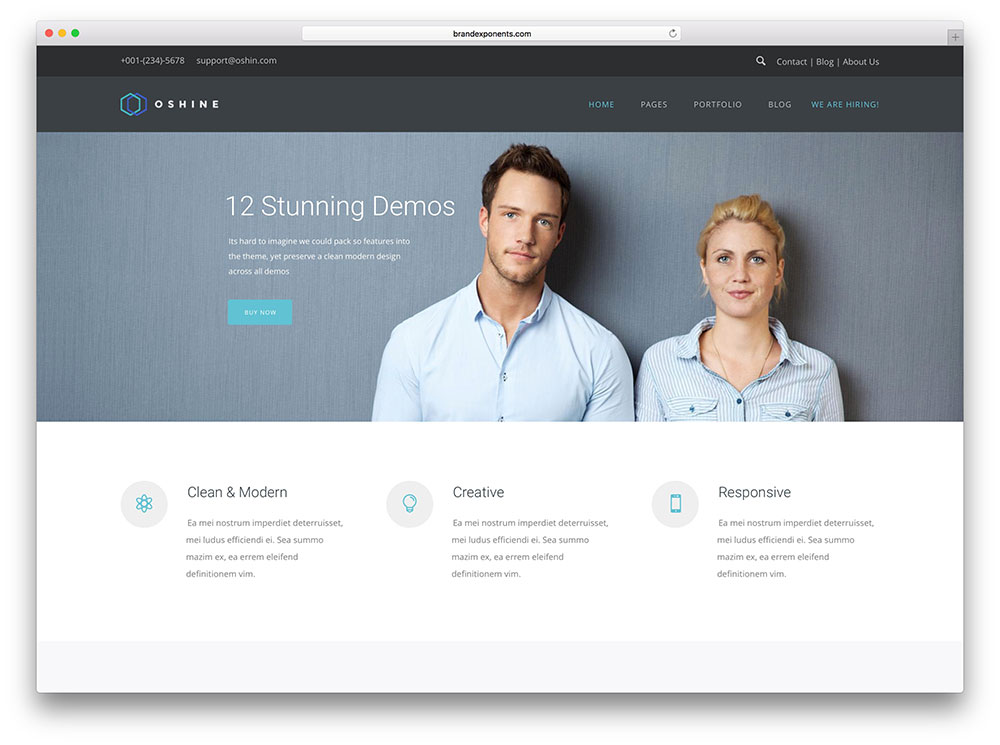 brandexponents.com
+001-(234)-5678 support@oshin.com
Contact | Blog | About Us
OSHINE
HOME PAGES PORTFOLIO BLOG WE ARE HIRING!
12 Stunning Demos
Its hard to imagine we could pack so features into
the theme, yet preserve a clean modern design
across all demos
BUY NOW
Clean & Modern
Ea mei nostrum imperdiet deterruisset,
mei ludus efficiendi ei. Sea summo
mazim ex, ea errem eleifend
definitionem vim.
Creative
Ea mei nostrum imperdiet deterruisset,
mei ludus efficiendi ei. Sea summo
mazim ex, ea errem eleifend
definitionem vim.
Responsive
Ea mei nostrum imperdiet deterruisset,
mei ludus efficiendi ei. Sea summo
mazim ex, ea errem eleifend
definitionem vim.